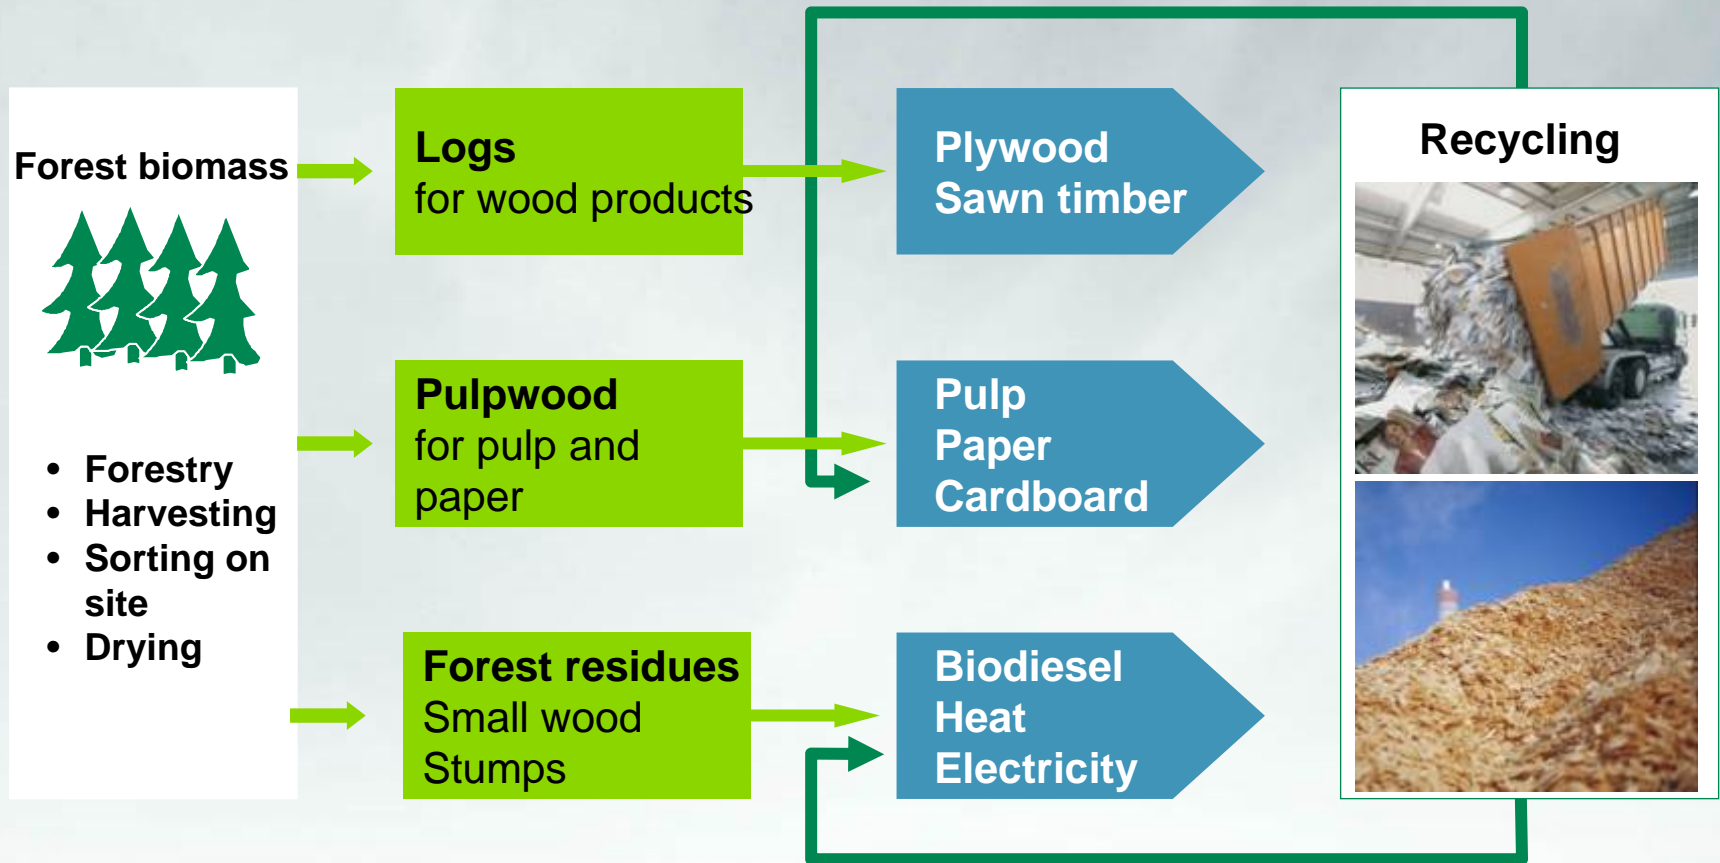 Forest biomass
• Forestry
• Harvesting
• Sorting on
site
• Drying
Logs
for wood products
Pulpwood
for pulp and
paper
Forest residues
Small wood
Stumps
Plywood
Sawn timber
Pulp
Paper
Cardboard
Biodiesel
Heat
Electricity
Recycling